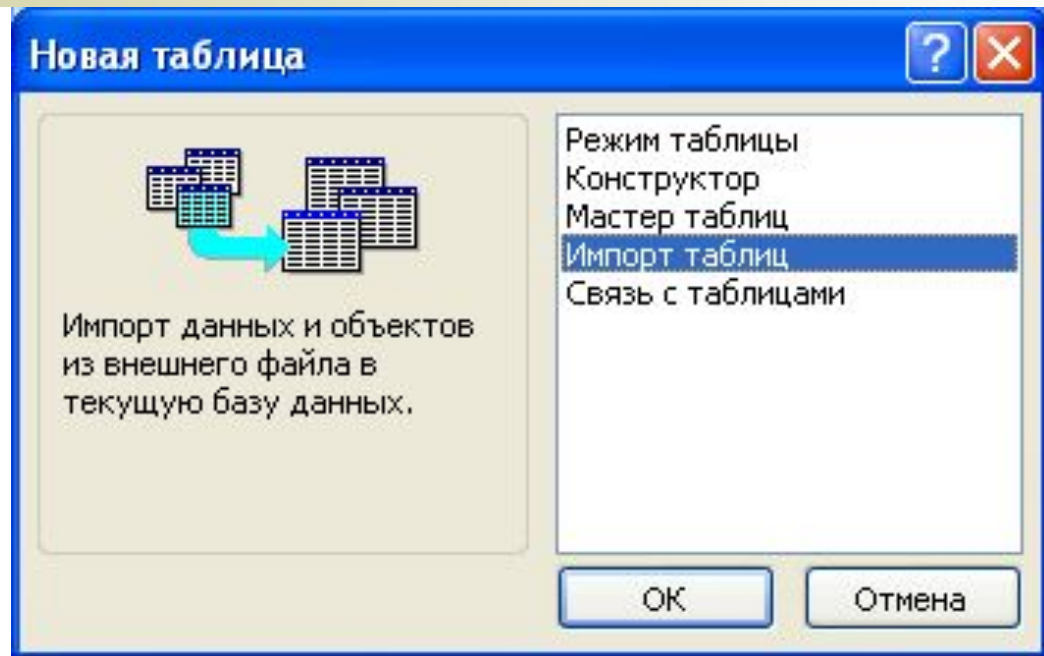 Новая таблица
Импорт данных и объектов
из внешнего файла в
текущую базу данных.
Режим таблицы
Конструктор
Мастер таблиц
Импорт таблиц
Связь с таблицами
ОК
Отмена